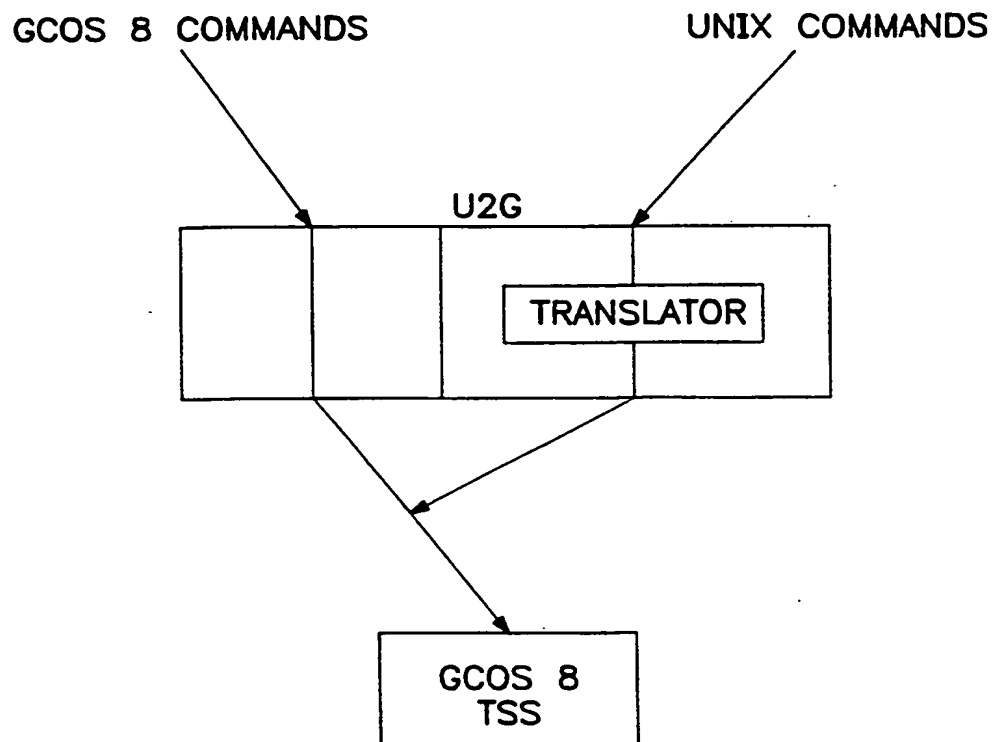 GCOS 8 COMMANDS
UNIX COMMANDS
U2G
TRANSLATOR
GCOS 8
TSS